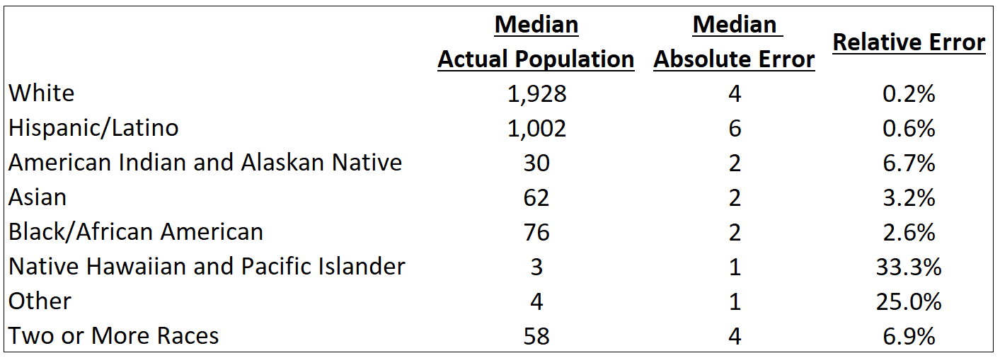 Median Median Relative Error
Actual Population Absolute Error
White 1,928 4 0.2%
Hispanic/Latino 1,002 6 0.6%
American Indian and Alaskan Native 30 2 6.7%
Asian 62 2 3.2%
Black/African American 76 2 2.6%
Native Hawaiian and Pacific Islander 3 1 33.3%
Other 4 1 25.0%
Two or More Races 58 4 6.9%